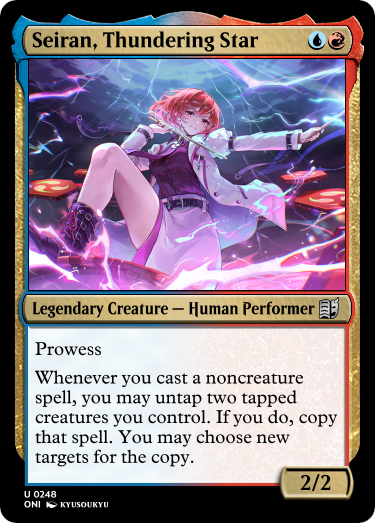 Seiran, Thundering Star
Legendary Creature — Human Performer
Prowess
Whenever you cast a noncreature
spell, you may untap two tapped
creatures you control. If you do, copy
that spell. You may choose new
targets for the copy.
2/2
U 0248
ONI KYUSOUKYU